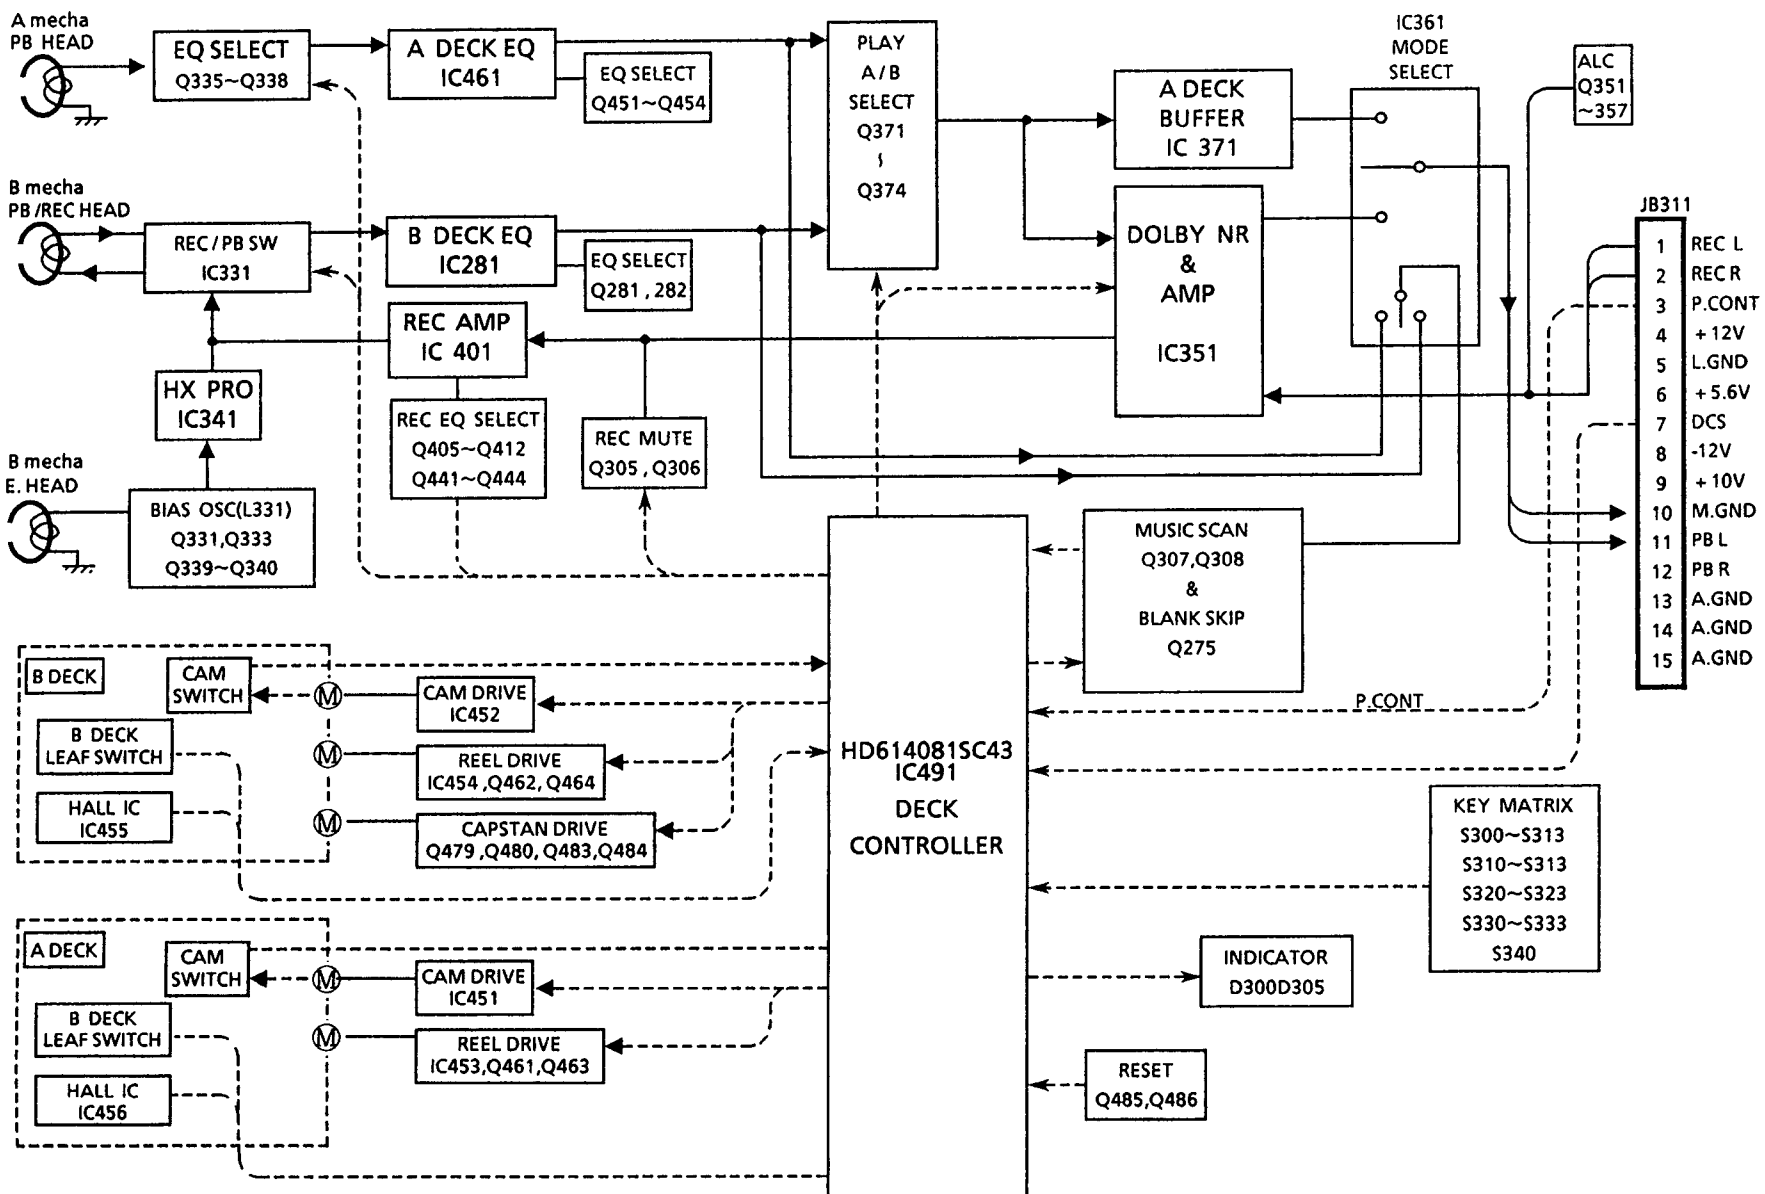 A mecha
PB HEAD
EQ SELECT
Q335~Q338
A DECK EQ
IC461
EQ SELECT
Q451~Q454
PLAY
A/B
SELECT
Q371
~
Q374
A DECK
BUFFER
IC 371
IC361
MODE
SELECT
ALC
Q351
~357
B mecha
PB/REC HEAD
REC/PB SW
IC331
B DECK EQ
IC281
EQ SELECT
Q281, 282
DOLBY NR
&
AMP
IC351
REC AMP
IC 401
HX PRO
IC341
REC EQ SELECT
Q405~Q412
Q441~Q444
REC MUTE
Q305, Q306
B mecha
E. HEAD
BIAS OSC(L331)
Q331,Q333
Q339~Q340
JB311
1 REC L
2 REC R
3 P.CONT
4 +12V
5 L.GND
6 +5.6V
7 DCS
8 -12V
9 +10V
10 M.GND
11 PB L
12 PB R
13 A.GND
14 A.GND
15 A.GND
MUSIC SCAN
Q307,Q308
&
BLANK SKIP
Q275
P.CONT
HD614081SC43
IC491
DECK
CONTROLLER
B DECK
CAM
SWITCH
M
CAM DRIVE
IC452
B DECK
LEAF SWITCH
M
REEL DRIVE
IC454,Q462,Q464
HALL IC
IC455
M
CAPSTAN DRIVE
Q479,Q480,Q483,Q484
KEY MATRIX
S300~S313
S310~S313
S320~S323
S330~S333
S340
A DECK
CAM
SWITCH
M
CAM DRIVE
IC451
B DECK
LEAF SWITCH
M
REEL DRIVE
IC453,Q461,Q463
HALL IC
IC456
INDICATOR
D300D305
RESET
Q485,Q486